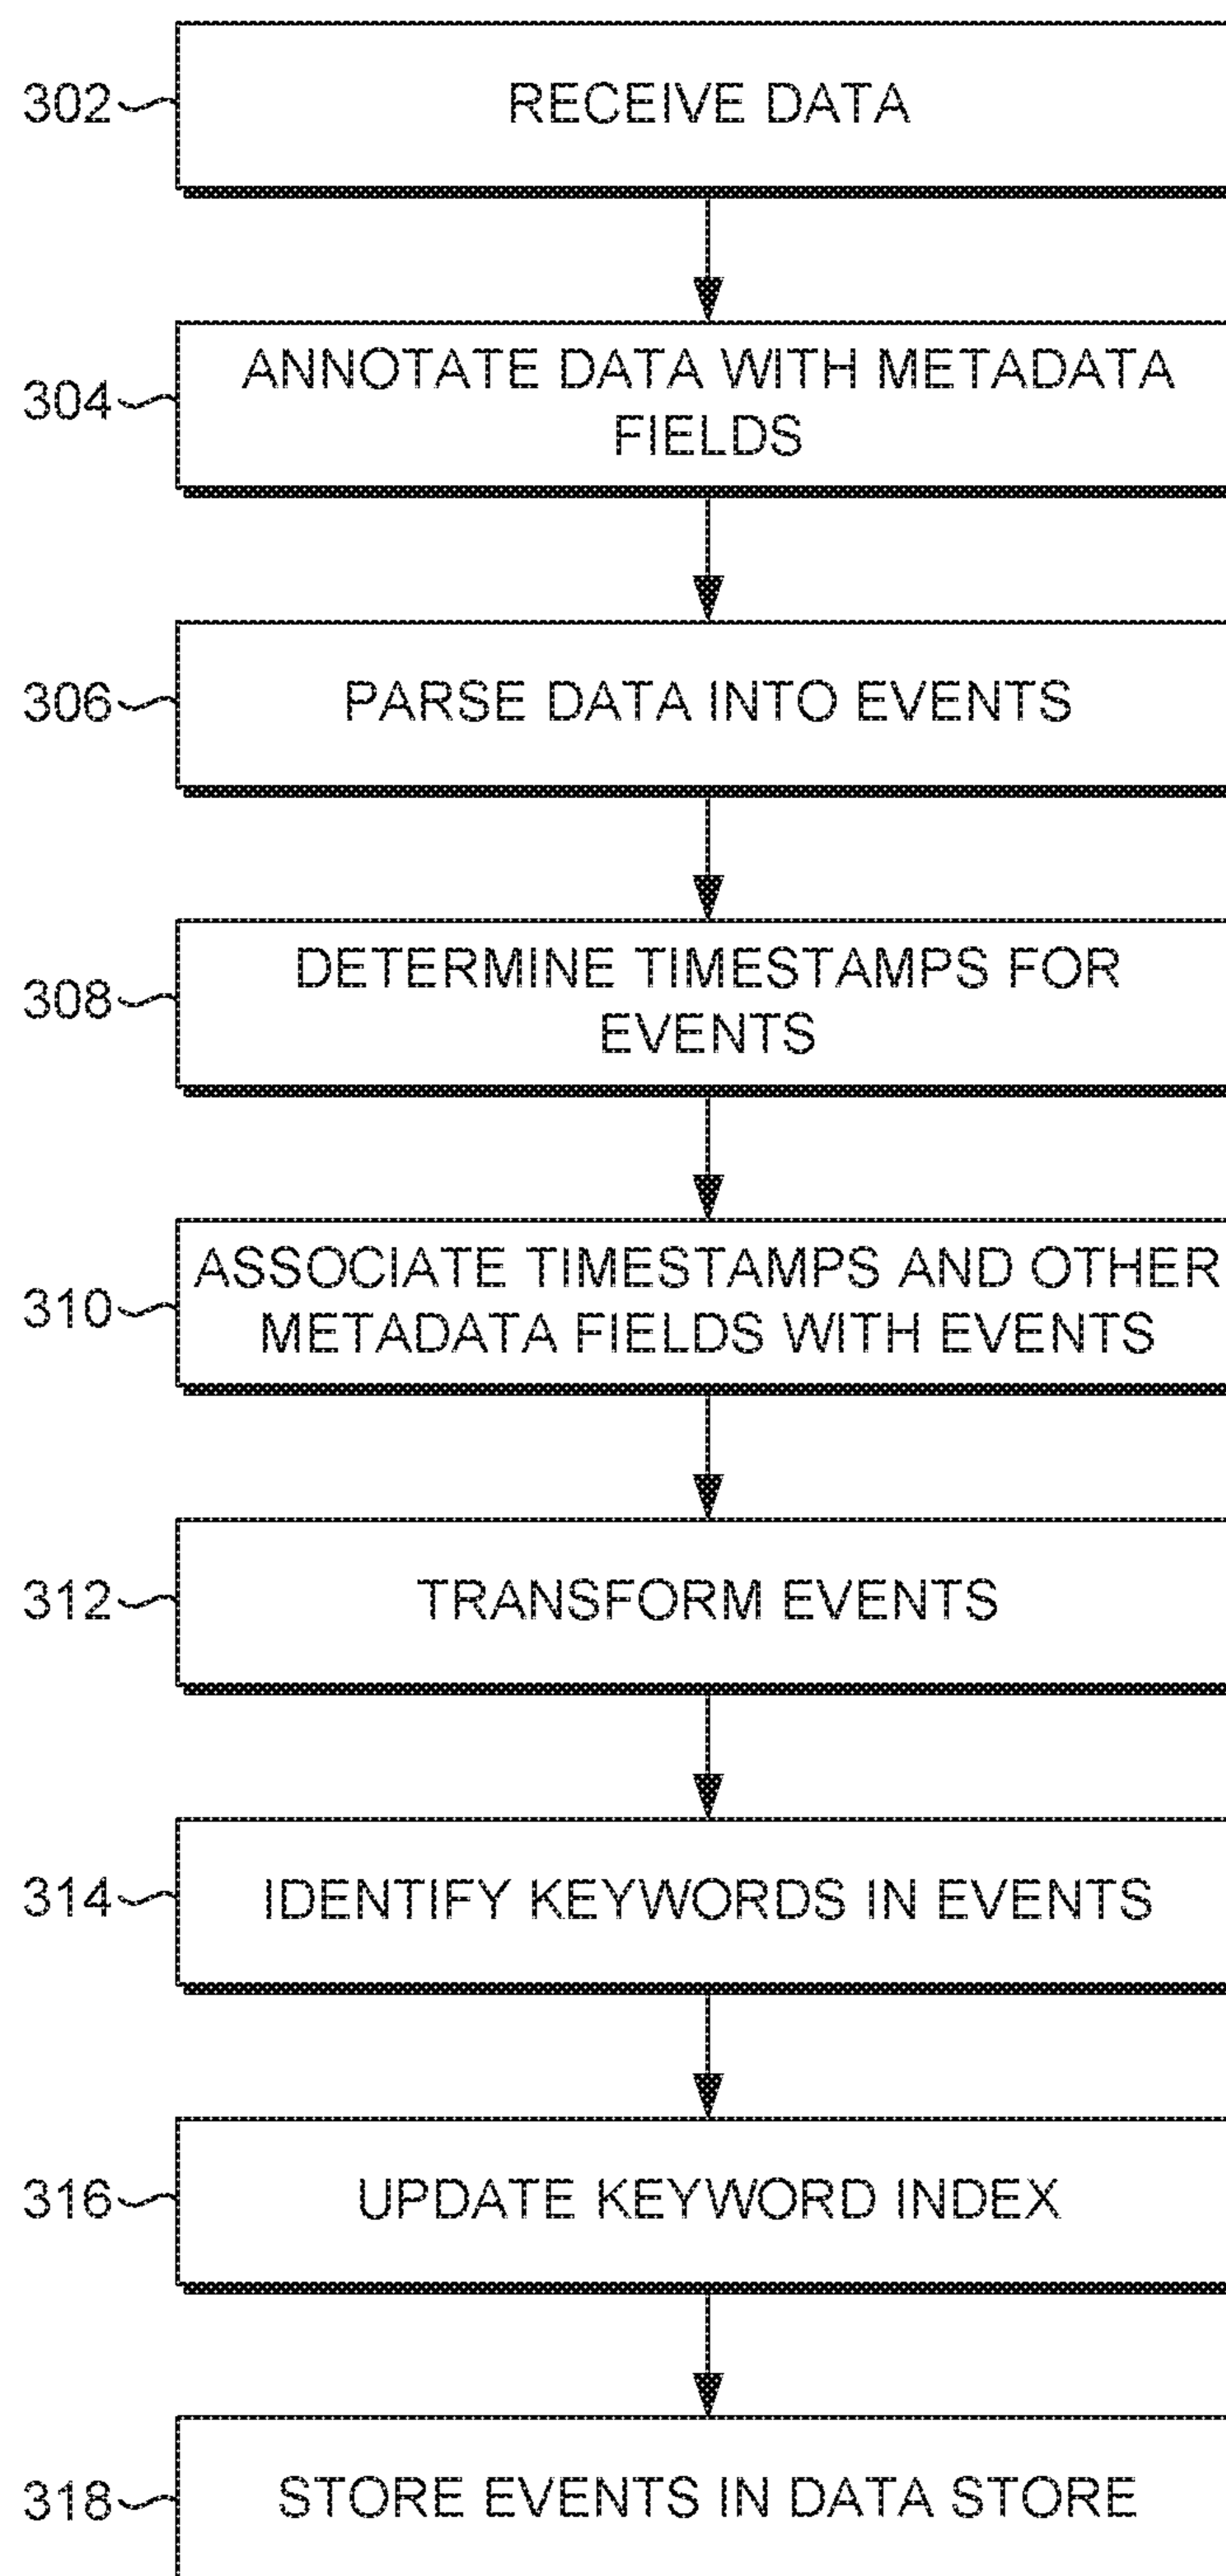 302
RECEIVE DATA
304
ANNOTATE DATA WITH METADATA
FIELDS
306
PARSE DATA INTO EVENTS
308
DETERMINE TIMESTAMPS FOR
EVENTS
310
ASSOCIATE TIMESTAMPS AND OTHER
METADATA FIELDS WITH EVENTS
312
TRANSFORM EVENTS
314
IDENTIFY KEYWORDS IN EVENTS
316
UPDATE KEYWORD INDEX
318
STORE EVENTS IN DATA STORE